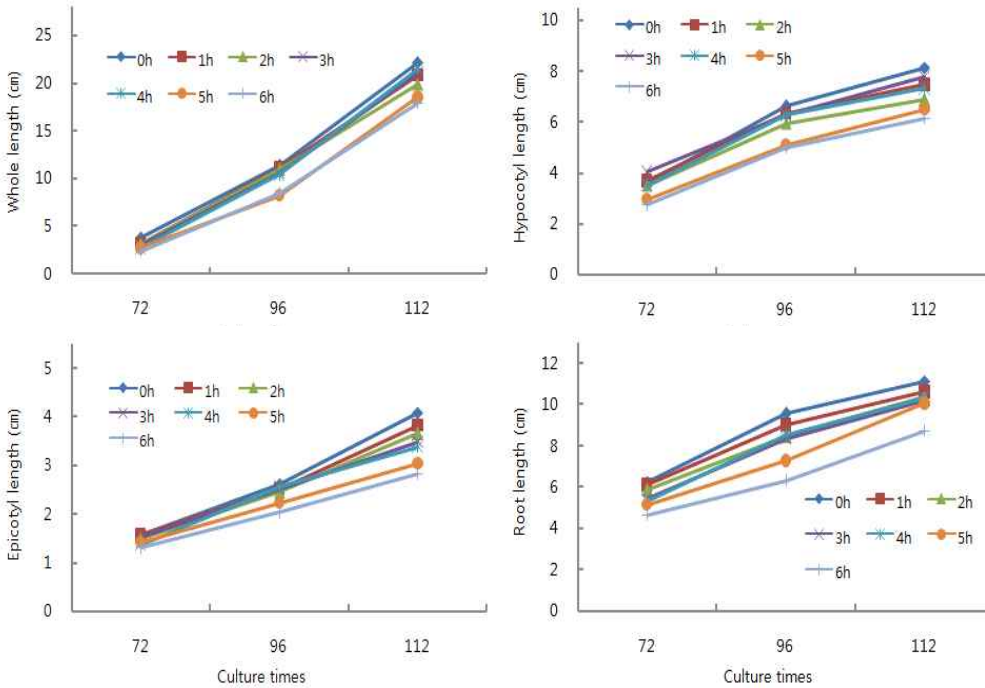 Whole length (cm)
25
20
15
10
5
0
0h 1h 2h 3h
4h 5h 6h
72 96 112
Hypocotyl length (cm)
10
8
6
4
2
0
0h 1h 2h
3h 4h 5h
6h
72 96 112
Epicotyl length (cm)
5
4
3
2
1
0
0h 1h 2h
3h 4h 5h
6h
72 96 112
Culture times
Root length (cm)
12
10
8
6
4
2
0
0h 1h 2h
3h 4h 5h
6h
72 96 112
Culture times